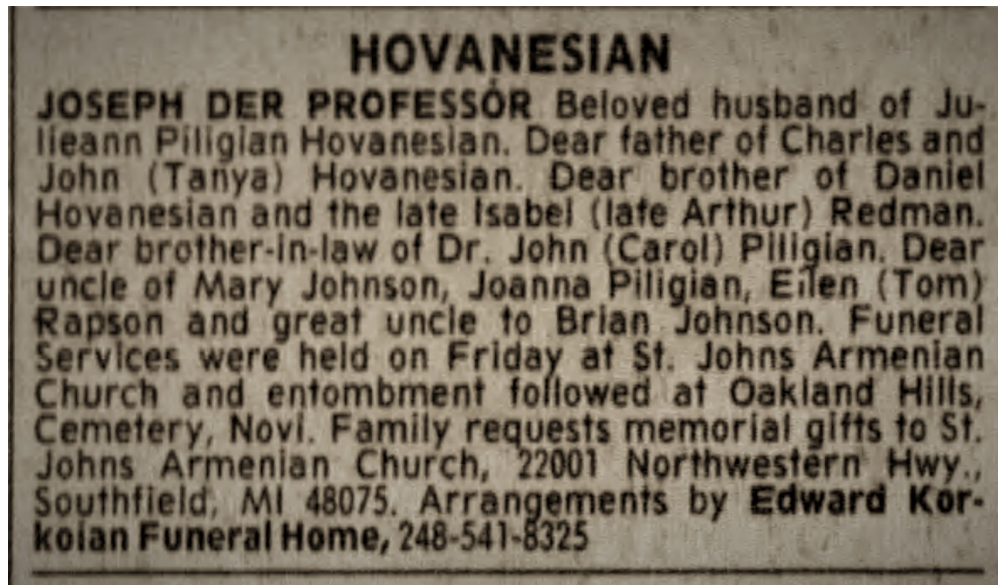 HOVANESIAN
JOSEPH DER PROFESSOR Beloved husband of Ju-
lieann Piligian Hovanesian. Dear father of Charles and
John (Tanya) Hovanesian. Dear brother of Daniel
Hovanesian and the late Isabel (late Arthur) Redman.
Dear brother-in-law of Dr. John (Carol) Piligian. Dear
uncle of Mary Johnson, Joanna Piligian, Eilen (Tom)
Rapson and great uncle to Brian Johnson. Funeral
Services were held on Friday at St. Johns Armenian
Church and entombment followed at Oakland Hills,
Cemetery, Novi. Family requests memorial gifts to St.
Johns Armenian Church, 22001 Northwestern Hwy.,
Southfield, MI 48075. Arrangements by Edward Kor-
koian Funeral Home, 248-541-8325